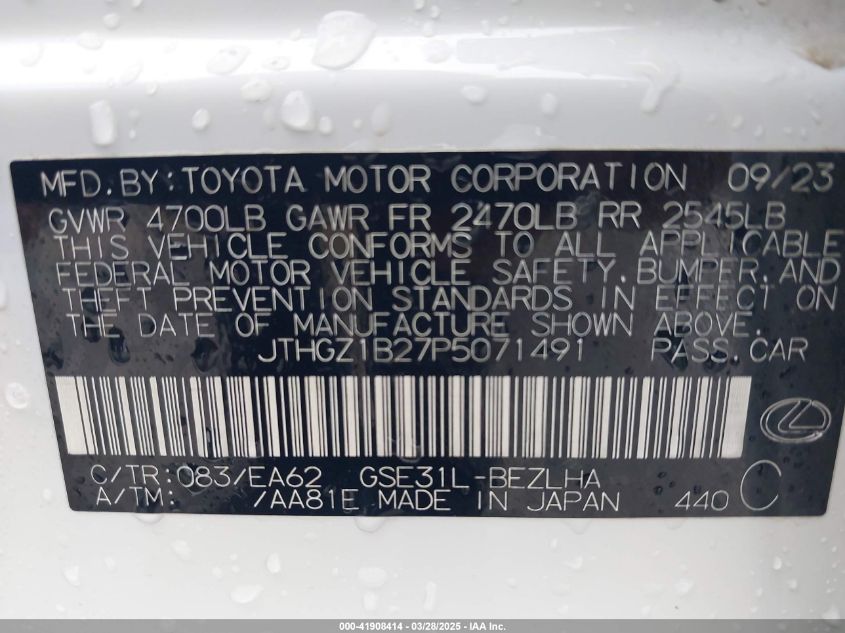 MFD. BY: TOYOTA MOTOR CORPORATION 09/23
GVWR 4700LB GAWR FR 2470LB RR 2545LB
THIS VEHICLE CONFORMS TO ALL APPLICABLE
FEDERAL MOTOR VEHICLE SAFETY, BUMPER, AND
THEFT PREVENTION STANDARDS IN EFFECT ON
THE DATE OF MANUFACTURE SHOWN ABOVE.
JTHGZ1B27P5071491 PASS. CAR
C/TR: 083/EA62 GSE31L-BEZLHA
A/TM: /AA81E MADE IN JAPAN 440 C
000-41908414 - 03/28/2025 - IAA Inc.